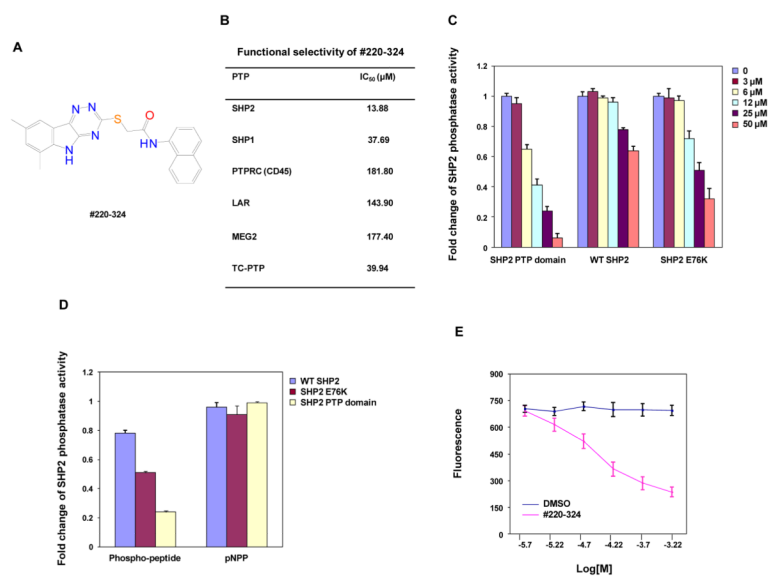 A
N
N
N
N
H
S
O
HN
#220-324
B
Functional selectivity of #220-324
PTP IC50 (µM)
SHP2 13.88
SHP1 37.69
PTPRC (CD45) 181.80
LAR 143.90
MEG2 177.40
TC-PTP 39.94
C
Fold change of SHP2 phosphatase activity
1.2
1
0.8
0.6
0.4
0.2
0
SHP2 PTP domain WT SHP2 SHP2 E76K
0
3 µM
6 µM
12 µM
25 µM
50 µM
D
Fold change of SHP2 phosphatase activity
1.2
1
0.8
0.6
0.4
0.2
0
Phospho-peptide pNPP
WT SHP2
SHP2 E76K
SHP2 PTP domain
E
Fluorescence
900
750
600
450
300
150
0
DMSO
#220-324
-5.7 -5.22 -4.7 -4.22 -3.7 -3.22
Log[M]